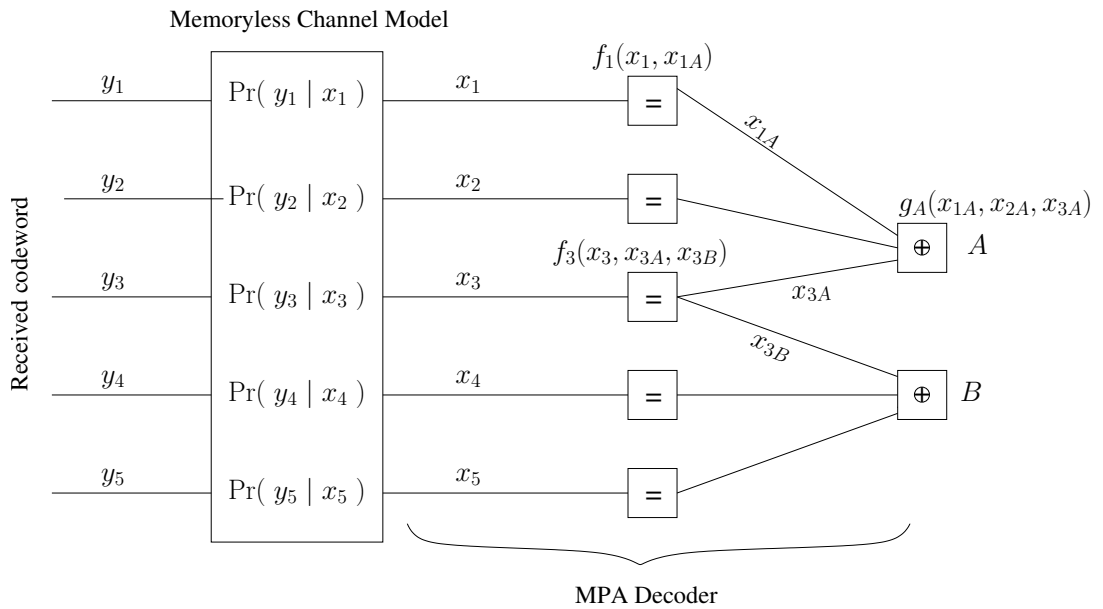 Memoryless Channel Model
f₁(x₁, x₁A)
y₁ Pr( y₁ | x₁ ) x₁ =
x₁A
y₂ Pr( y₂ | x₂ ) x₂ =
g_A(x₁A, x₂A, x₃A)
⊕ A
f₃(x₃, x₃A, x₃B)
y₃ Pr( y₃ | x₃ ) x₃ =
x₃A
x₃B
y₄ Pr( y₄ | x₄ ) x₄ = ⊕ B
y₅ Pr( y₅ | x₅ ) x₅ =
Received codeword
MPA Decoder